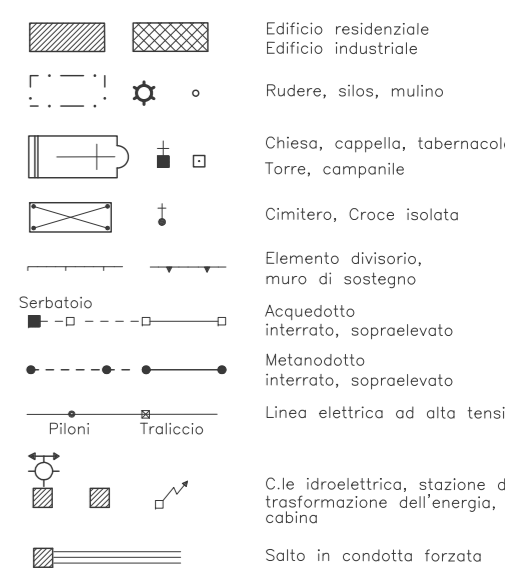 Edificio residenziale
Edificio industriale
Rudere, silos, mulino
Chiesa, cappella, tabernacolo
Torre, campanile
Cimitero, Croce isolata
Elemento divisorio,
muro di sostegno
Serbatoio
Acquedotto
interrato, sopraelevato
Metanodotto
interrato, sopraelevato
Linea elettrica ad alta tensi
Piloni Traliccio
C.le idroelettrica, stazione d
trasformazione dell'energia,
cabina
Salto in condotta forzata